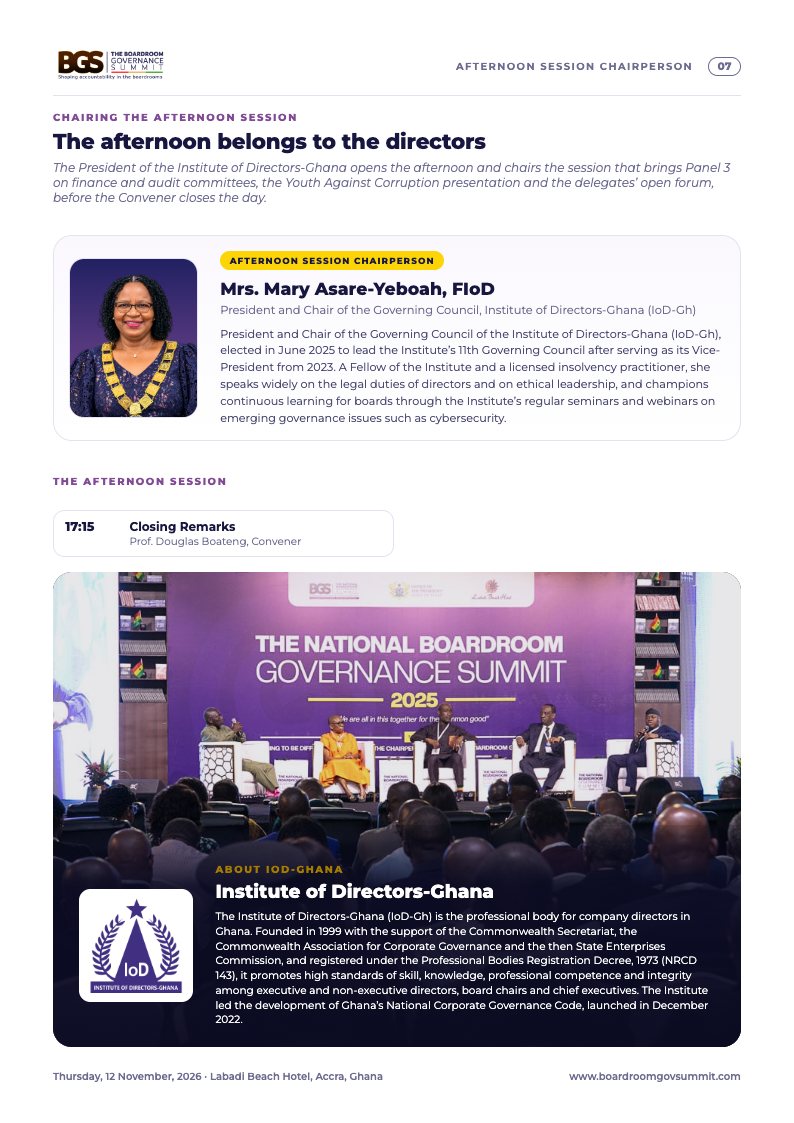 BGS
THE BOARDROOM
GOVERNANCE
SUMMIT
Shaping accountability in the boardrooms
AFTERNOON SESSION CHAIRPERSON 07
CHAIRING THE AFTERNOON SESSION
The afternoon belongs to the directors
The President of the Institute of Directors-Ghana opens the afternoon and chairs the session that brings Panel 3
on finance and audit committees, the Youth Against Corruption presentation and the delegates’ open forum,
before the Convener closes the day.
AFTERNOON SESSION CHAIRPERSON
Mrs. Mary Asare-Yeboah, FIoD
President and Chair of the Governing Council, Institute of Directors-Ghana (IoD-Gh)
President and Chair of the Governing Council of the Institute of Directors-Ghana (IoD-Gh),
elected in June 2025 to lead the Institute’s 11th Governing Council after serving as its Vice-
President from 2023. A Fellow of the Institute and a licensed insolvency practitioner, she
speaks widely on the legal duties of directors and on ethical leadership, and champions
continuous learning for boards through the Institute’s regular seminars and webinars on
emerging governance issues such as cybersecurity.
THE AFTERNOON SESSION
17:15 Closing Remarks
Prof. Douglas Boateng, Convener
BGS
THE NATIONAL BOARDROOM
GOVERNANCE SUMMIT
2025
We are all in this together for the mon good”
ABOUT IOD-GHANA
Institute of Directors-Ghana
The Institute of Directors-Ghana (IoD-Gh) is the professional body for company directors in
Ghana. Founded in 1999 with the support of the Commonwealth Secretariat, the
Commonwealth Association for Corporate Governance and the then State Enterprises
Commission, and registered under the Professional Bodies Registration Decree, 1973 (NRCD
143), it promotes high standards of skill, knowledge, professional competence and integrity
among executive and non-executive directors, board chairs and chief executives. The Institute
led the development of Ghana’s National Corporate Governance Code, launched in December
2022.
IoD
INSTITUTE OF DIRECTORS-GHANA
Thursday, 12 November, 2026 · Labadi Beach Hotel, Accra, Ghana
www.boardroomgovsummit.com